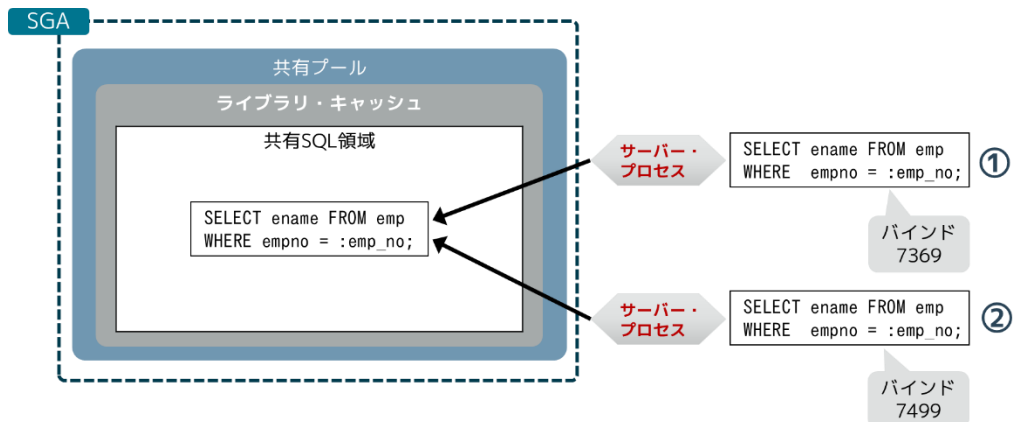 SGA
共有プール
ライブラリ・キャッシュ
共有SQL領域
SELECT ename FROM emp
WHERE empno = :emp_no;
サーバー・
プロセス
SELECT ename FROM emp
WHERE  empno = :emp_no;
①
バインド
7369
サーバー・
プロセス
SELECT ename FROM emp
WHERE  empno = :emp_no;
②
バインド
7499